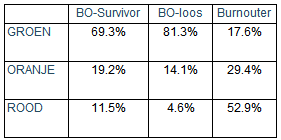 BO-Survivor BO-loos Burnouter
GROEN 69.3% 81.3% 17.6%
ORANJE 19.2% 14.1% 29.4%
ROOD 11.5% 4.6% 52.9%